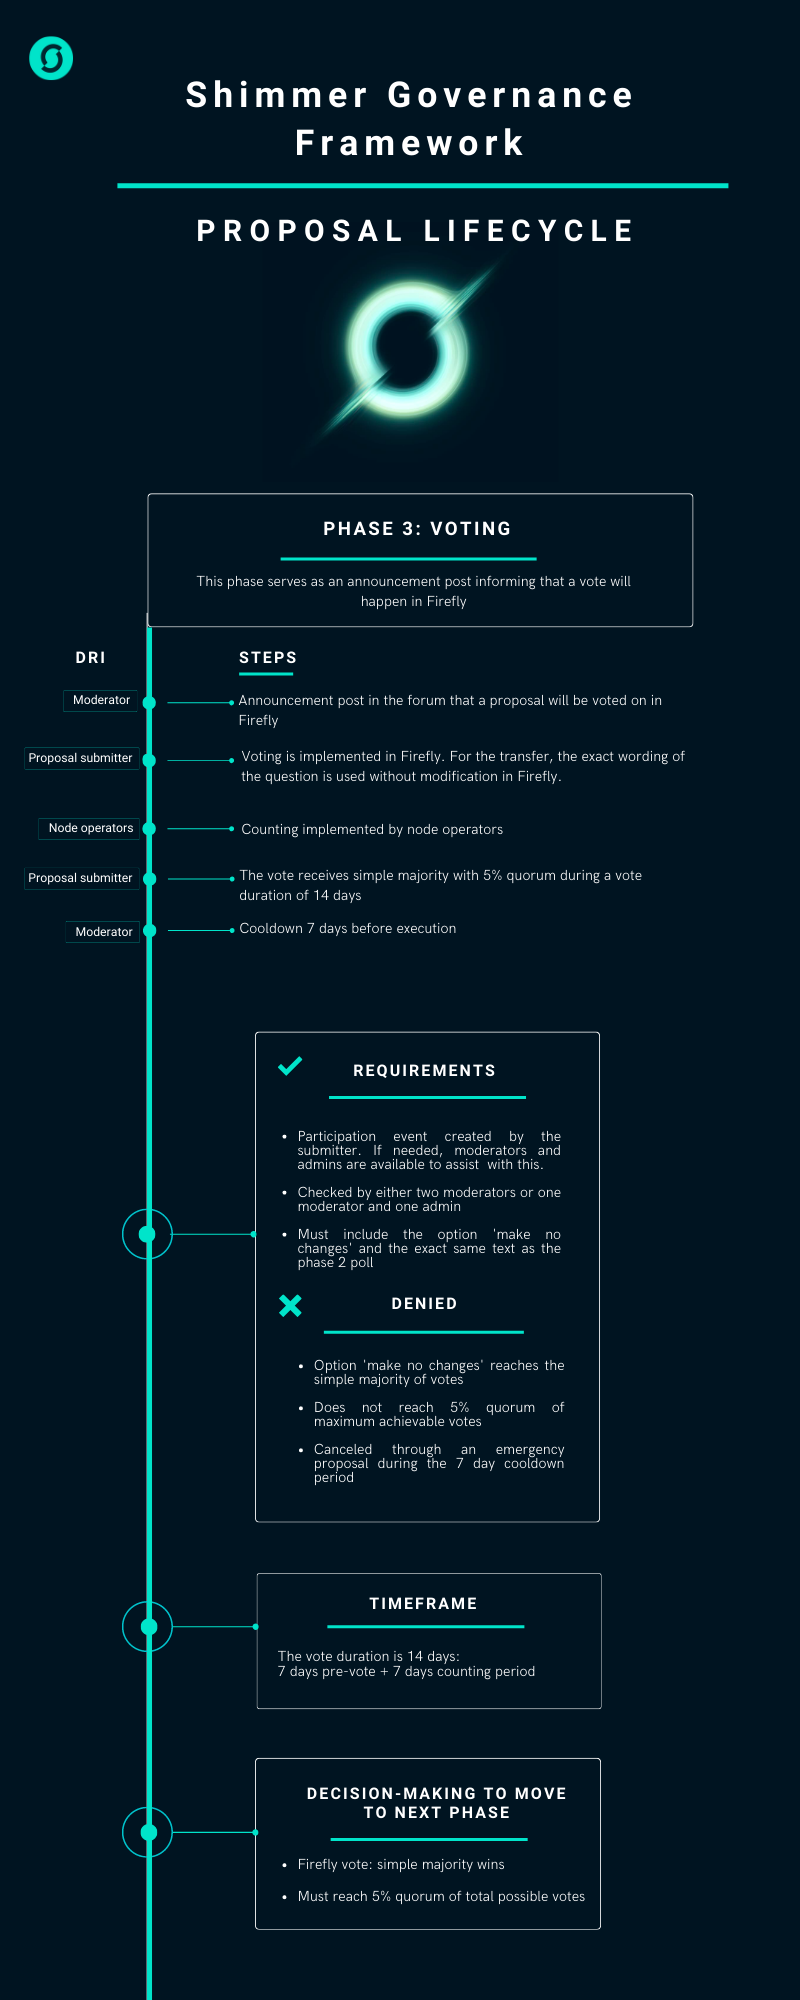 Shimmer Governance
Framework
PROPOSAL LIFECYCLE
PHASE 3: VOTING
This phase serves as an announcement post informing that a vote will
happen in Firefly
DRI
STEPS
Moderator
Announcement post in the forum that a proposal will be voted on in
Firefly
Proposal submitter
Voting is implemented in Firefly. For the transfer, the exact wording of
the question is used without modification in Firefly.
Node operators
Counting implemented by node operators
Proposal submitter
The vote receives simple majority with 5% quorum during a vote
duration of 14 days
Moderator
Cooldown 7 days before execution
REQUIREMENTS
• Participation event created by the
submitter. If needed, moderators and
admins are available to assist with this.
• Checked by either two moderators or one
moderator and one admin
• Must include the option 'make no
changes' and the exact same text as the
phase 2 poll
DENIED
• Option 'make no changes' reaches the
simple majority of votes
• Does not reach 5% quorum of
maximum achievable votes
• Canceled through an emergency
proposal during the 7 day cooldown
period
TIMEFRAME
The vote duration is 14 days:
7 days pre-vote + 7 days counting period
DECISION-MAKING TO MOVE
TO NEXT PHASE
• Firefly vote: simple majority wins
• Must reach 5% quorum of total possible votes